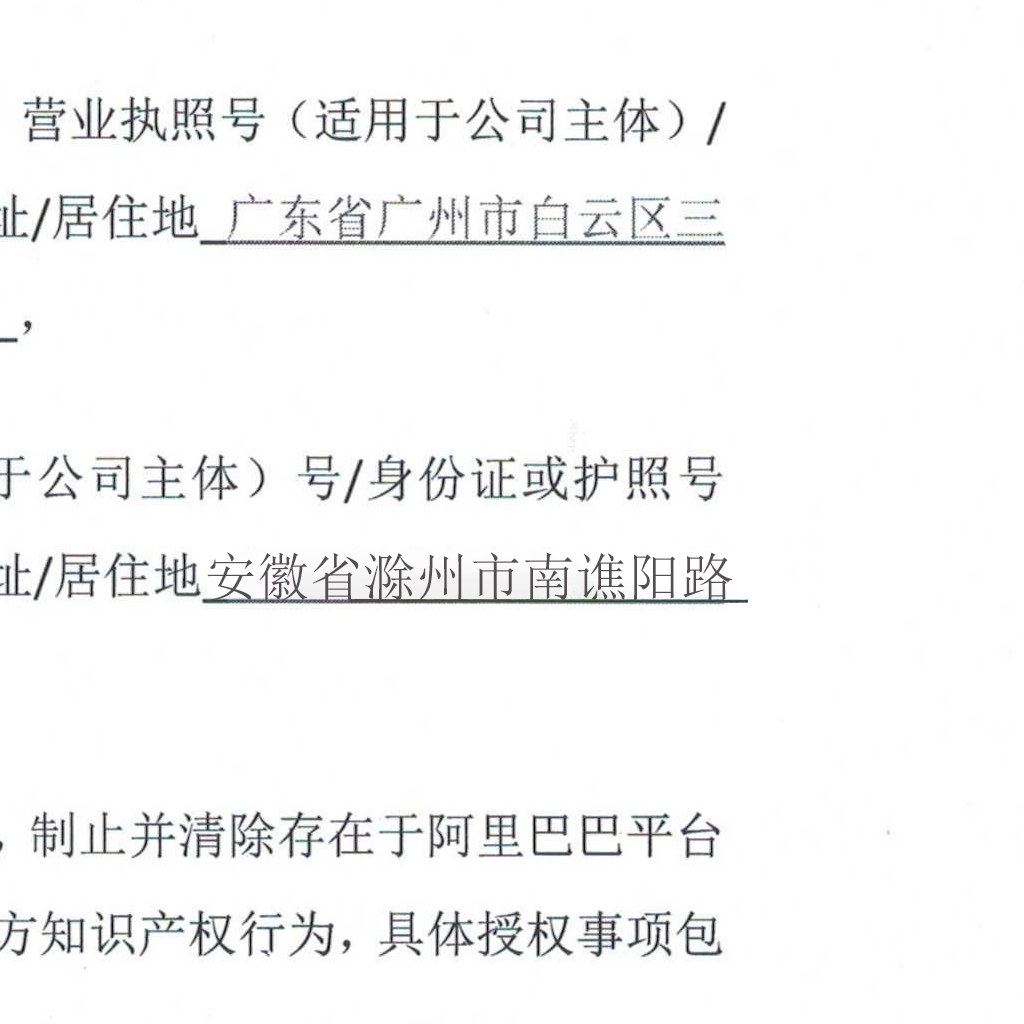 营业执照号（适用于公司主体）/
址/居住地 广东省广州市白云区三
，
于公司主体）号/身份证或护照号
址/居住地安徽省滁州市南谯阳路
，制止并清除存在于阿里巴巴平台
方知识产权行为，具体授权事项包